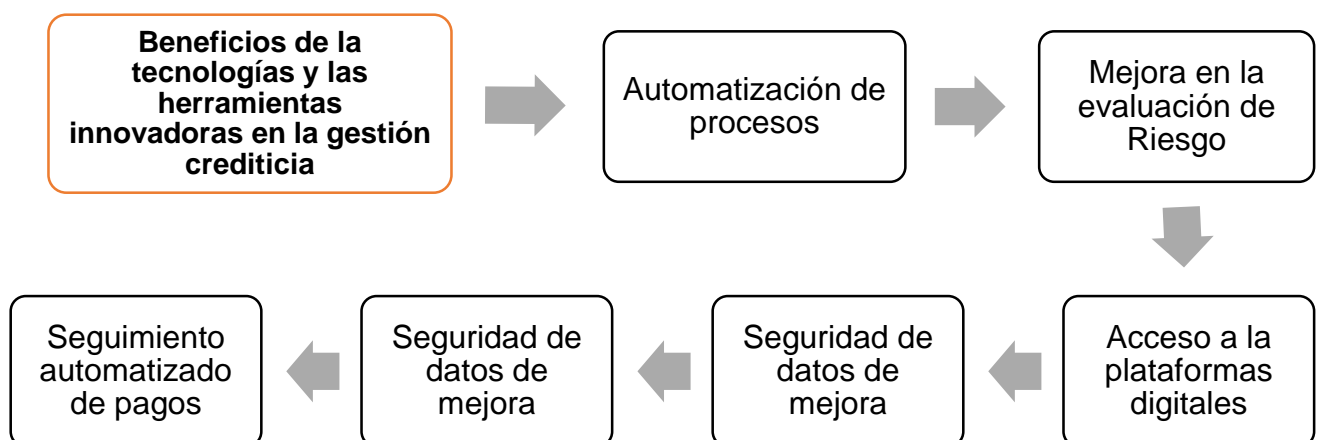 Beneficios de la
tecnologías y las
herramientas
innovadoras en la gestión
crediticia
Automatización de
procesos
Mejora en la
evaluación de
Riesgo
Acceso a la
plataformas
digitales
Seguridad de
datos de
mejora
Seguridad de
datos de
mejora
Seguimiento
automatizado
de pagos